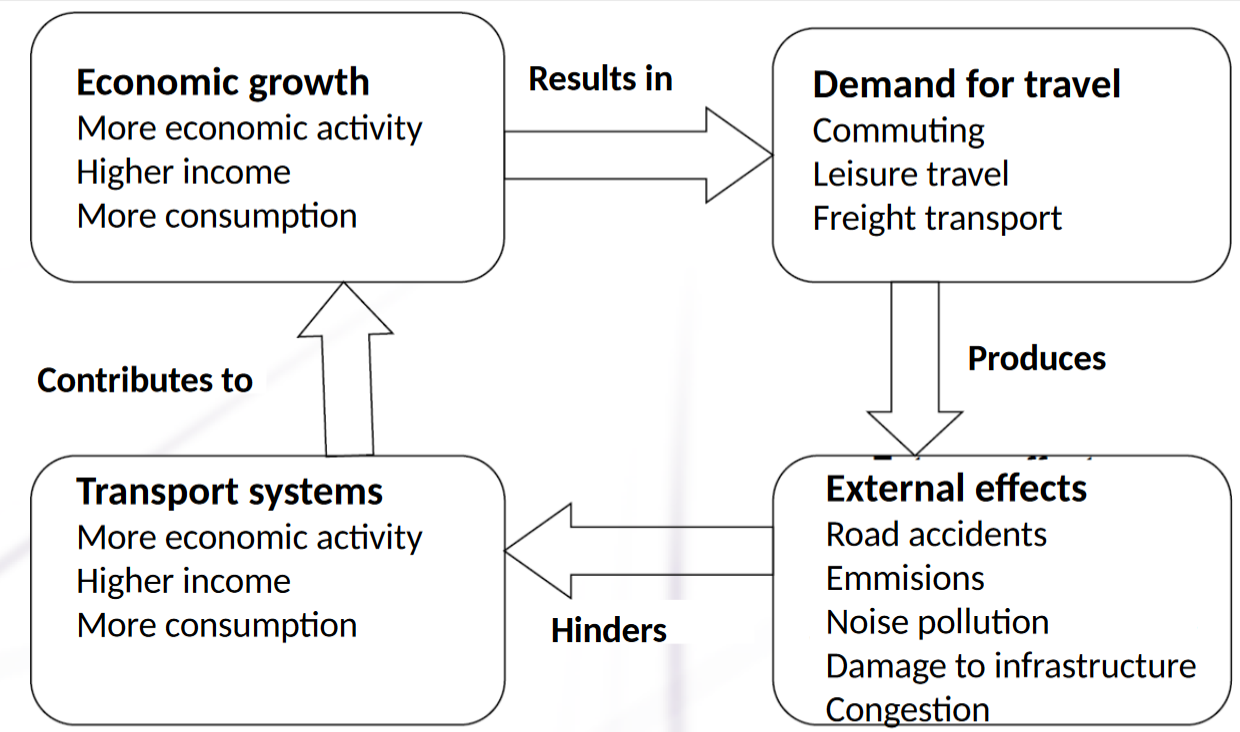 Economic growth
More economic activity
Higher income
More consumption
Results in
Demand for travel
Commuting
Leisure travel
Freight transport
Contributes to
Produces
Transport systems
More economic activity
Higher income
More consumption
Hinders
External effects
Road accidents
Emmisions
Noise pollution
Damage to infrastructure
Congestion